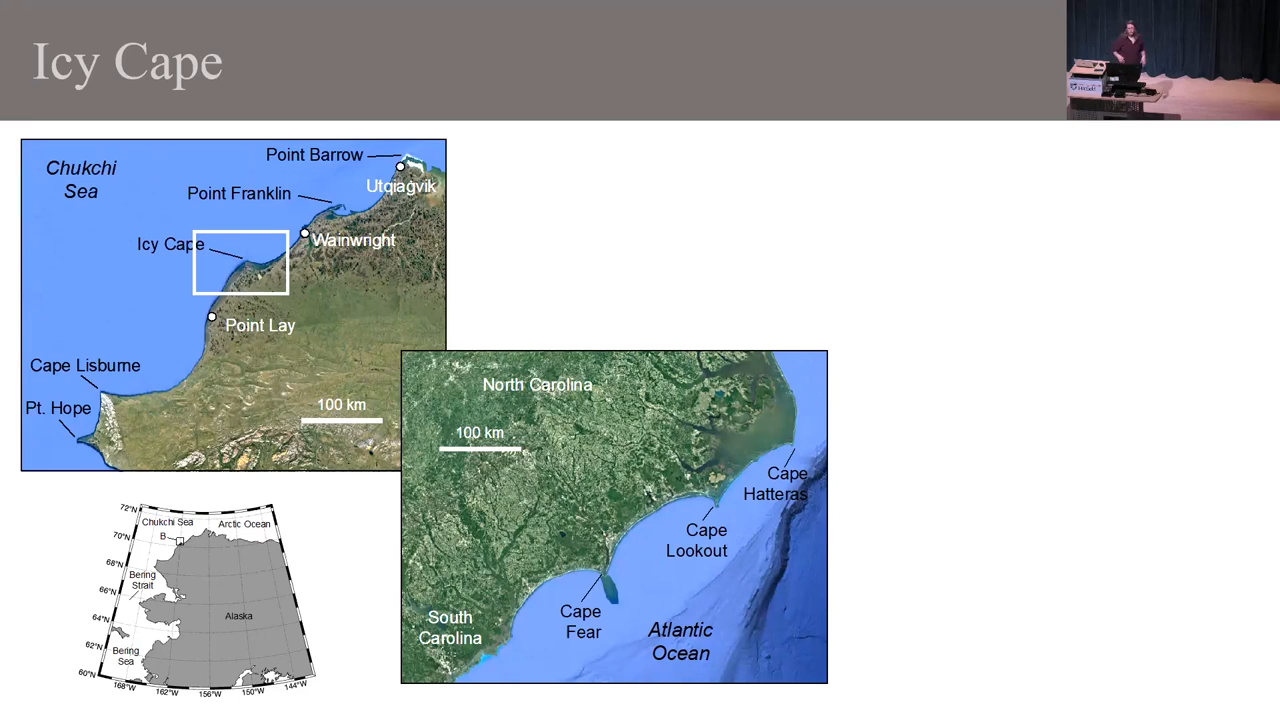 Icy Cape
Chukchi
Sea
Point Barrow
Utqiaġvik
Point Franklin
Icy Cape
Wainwright
Point Lay
Cape Lisburne
Pt. Hope
100 km
North Carolina
100 km
Cape
Hatteras
Cape
Lookout
Cape
Fear
South
Carolina
Atlantic
Ocean
72°N
70°N
68°N
66°N
64°N
62°N
60°N
Chukchi Sea
Arctic Ocean
B
Bering
Strait
Alaska
Bering
Sea
168°W
162°W
156°W
150°W
144°W